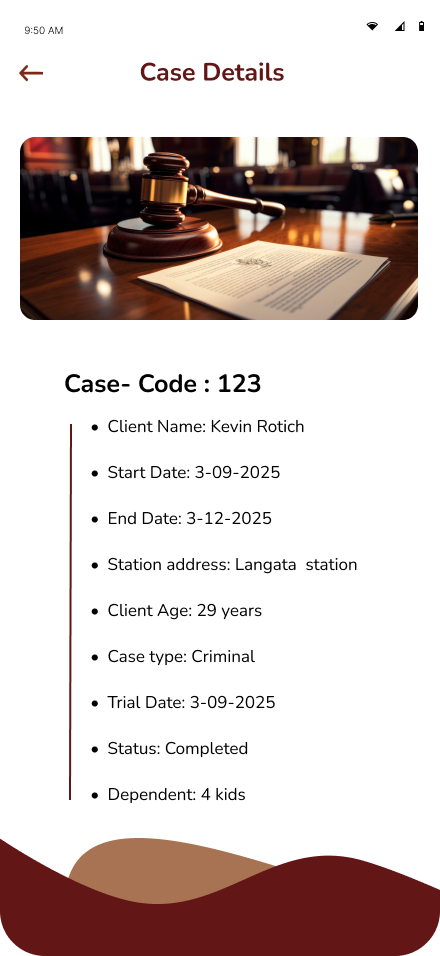 9:50 AM
Case Details
Case- Code : 123
• Client Name: Kevin Rotich
• Start Date: 3-09-2025
• End Date: 3-12-2025
• Station address: Langata  station
• Client Age: 29 years
• Case type: Criminal
• Trial Date: 3-09-2025
• Status: Completed
• Dependent: 4 kids